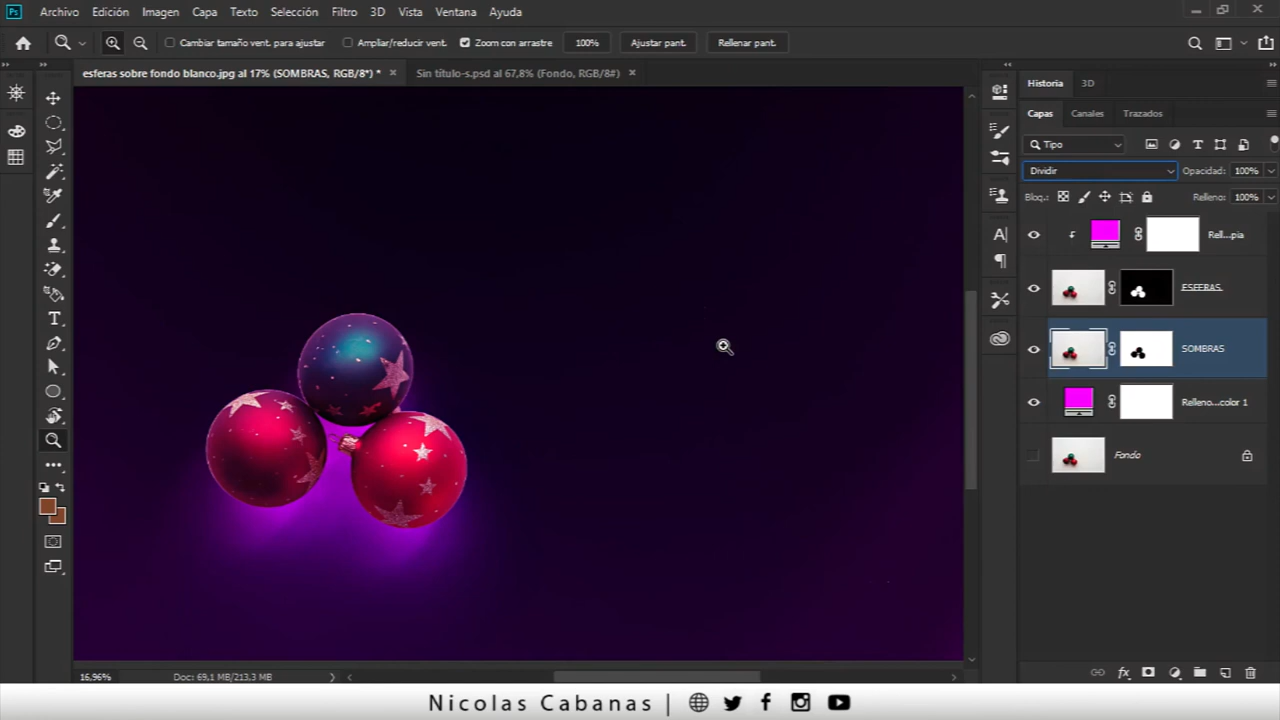 Ps Archivo Edición Imagen Capa Texto Selección Filtro 3D Vista Ventana Ayuda
Cambiar tamaño vent. para ajustar Ampliar/reducir vent. Zoom con arrastre 100% Ajustar pant. Rellenar pant.
esferas sobre fondo blanco.jpg al 17% (SOMBRAS, RGB/8*) * × Sin título-s.psd al 67,8% (Fondo, RGB/8#) ×
Historia 3D
Capas Canales Trazados
Tipo
Dividir Opacidad: 100%
Bloq.: Relleno: 100%
Rell...pia
ESFERAS
SOMBRAS
Relleno...color 1
Fondo
16,96% Doc: 69,1 MB/213,3 MB
Nicolas Cabanas |